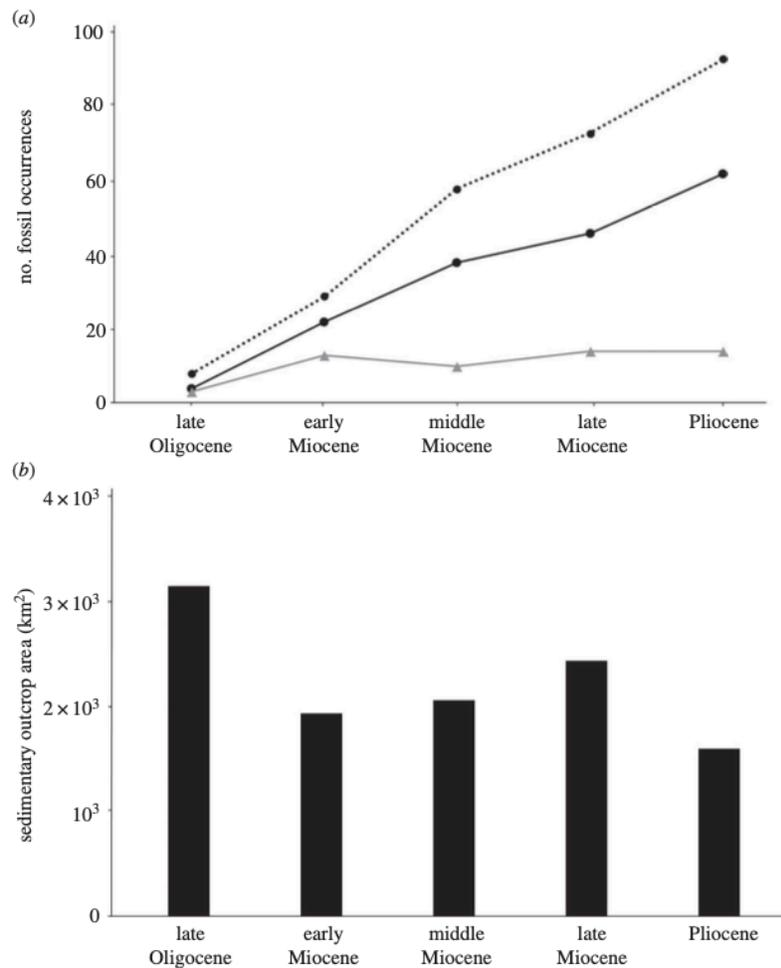 (a)
100
80
60
40
20
0
no. fossil occurrences
late
Oligocene
early
Miocene
middle
Miocene
late
Miocene
Pliocene
(b)
4 × 10³
3 × 10³
2 × 10³
10³
0
sedimentary outcrop area (km²)
late
Oligocene
early
Miocene
middle
Miocene
late
Miocene
Pliocene